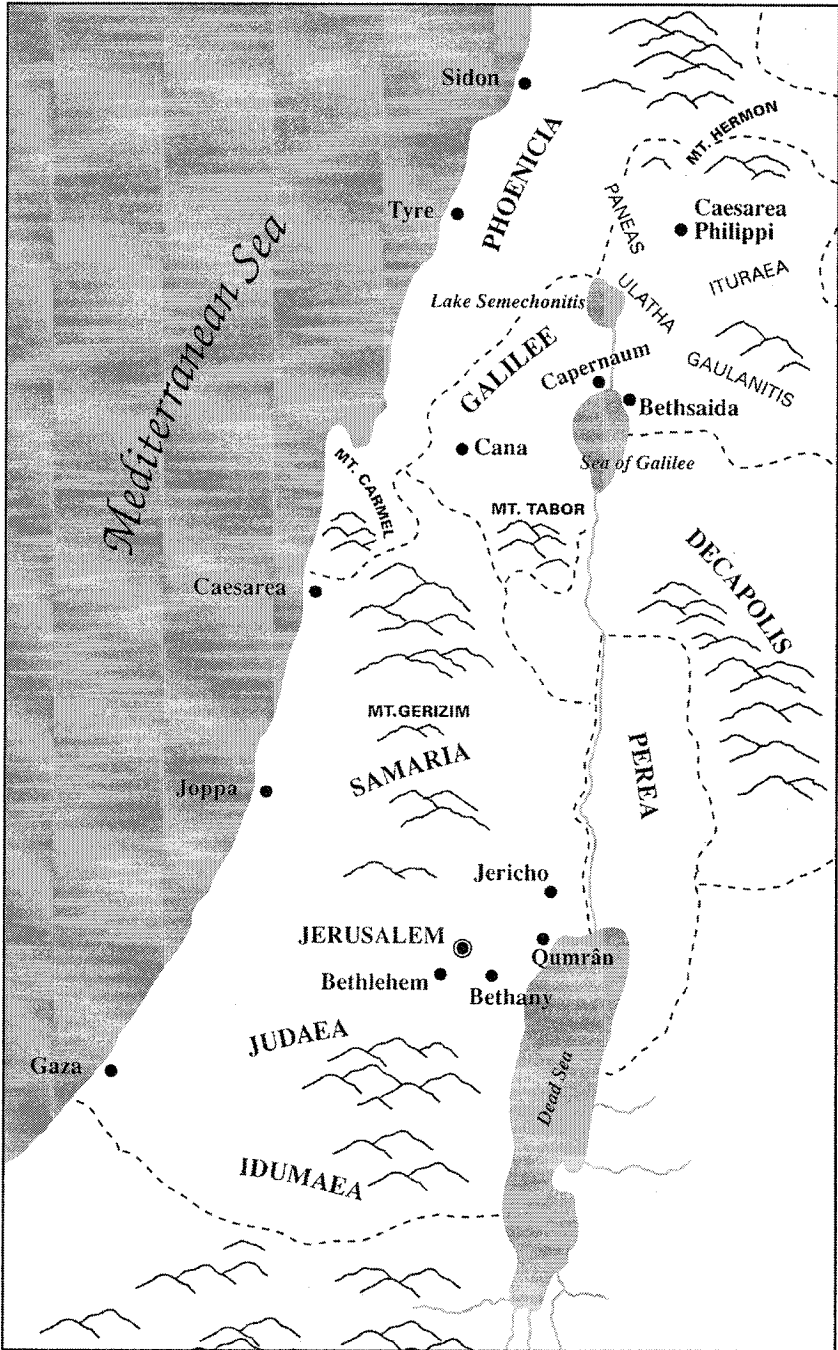 Sidon
MT. HERMON
PHOENICIA
Tyre
PANEAS
Caesarea
Philippi
Mediterranean Sea
ITURAEA
ULATHA
Lake Semechonitis
GALILEE
Capernaum
GAULANITIS
Bethsaida
Cana
Sea of Galilee
MT. CARMEL
MT. TABOR
DECAPOLIS
Caesarea
MT.GERIZIM
SAMARIA
PEREA
Joppa
Jericho
JERUSALEM
Qumrân
Bethlehem
Bethany
JUDAEA
Gaza
Dead Sea
IDUMAEA